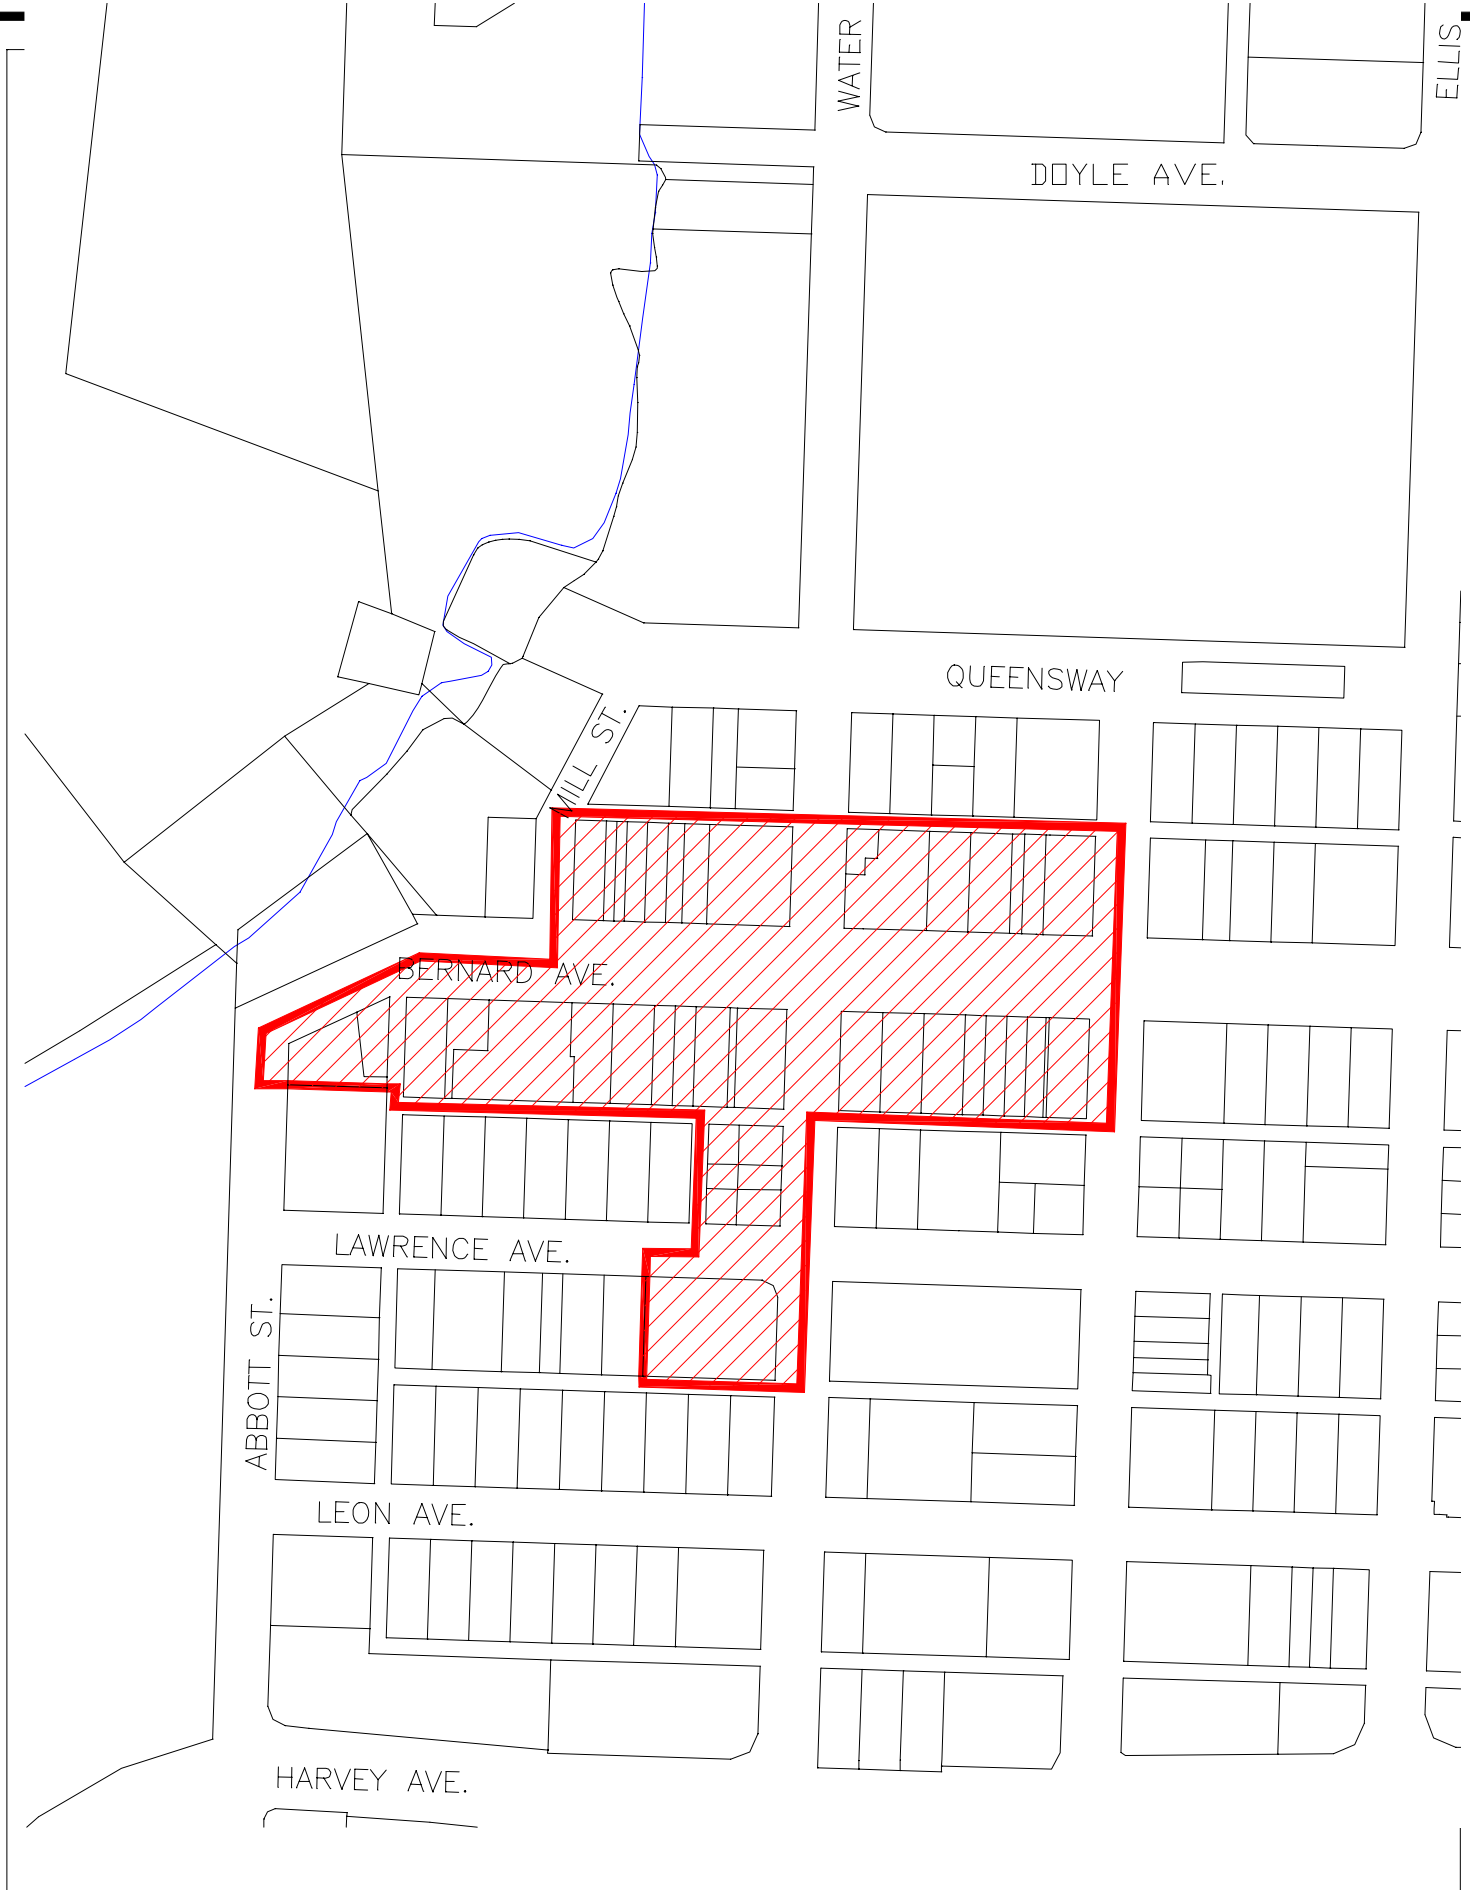 WATER
ELLIS
DOYLE AVE.
QUEENSWAY
MILL ST.
BERNARD AVE.
LAWRENCE AVE.
ABBOTT ST.
LEON AVE.
HARVEY AVE.